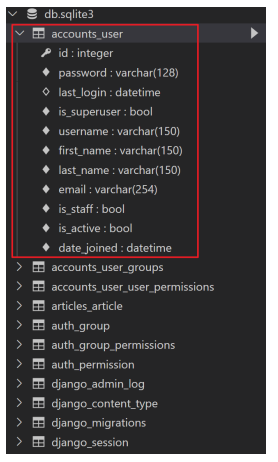 db.sqlite3
accounts_user
id : integer
password : varchar(128)
last_login : datetime
is_superuser : bool
username : varchar(150)
first_name : varchar(150)
last_name : varchar(150)
email : varchar(254)
is_staff : bool
is_active : bool
date_joined : datetime
accounts_user_groups
accounts_user_user_permissions
articles_article
auth_group
auth_group_permissions
auth_permission
django_admin_log
django_content_type
django_migrations
django_session